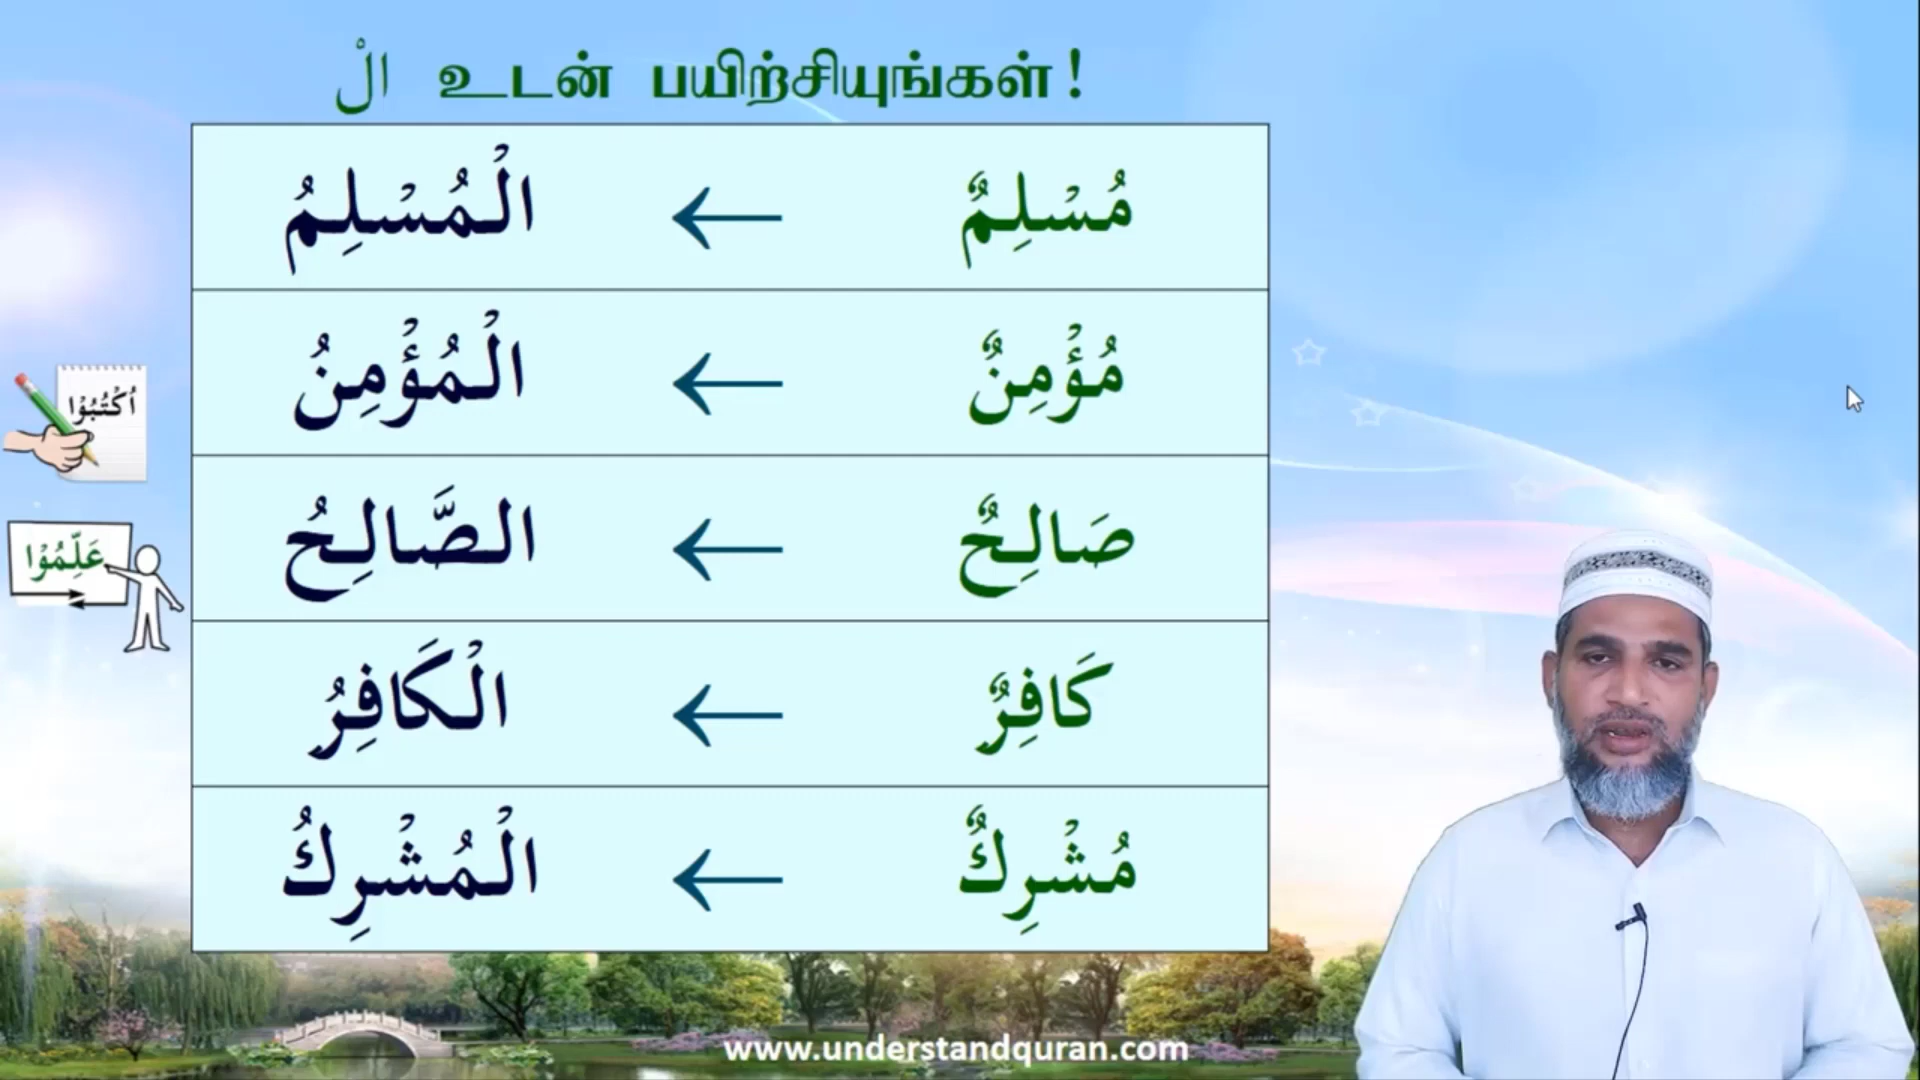 الْ உடன் பயிற்சியுங்கள்!
مُسْلِمٌ ← الْمُسْلِمُ
مُؤْمِنٌ ← الْمُؤْمِنُ
صَالِحٌ ← الصَّالِحُ
كَافِرٌ ← الْكَافِرُ
مُشْرِكٌ ← الْمُشْرِكُ
اُكْتُبُوْا
عَلِّمُوْا
www.understandquran.com